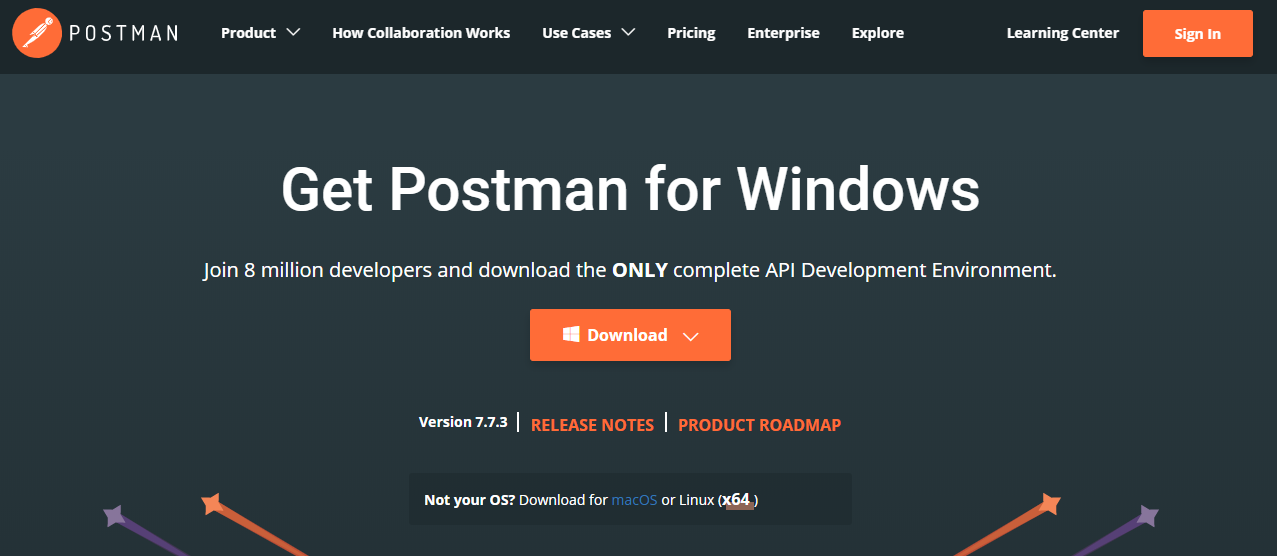 POSTMAN Product How Collaboration Works Use Cases Pricing Enterprise Explore Learning Center Sign In
Get Postman for Windows
Join 8 million developers and download the ONLY complete API Development Environment.
Download
Version 7.7.3 | RELEASE NOTES | PRODUCT ROADMAP
Not your OS? Download for macOS or Linux (x64 )